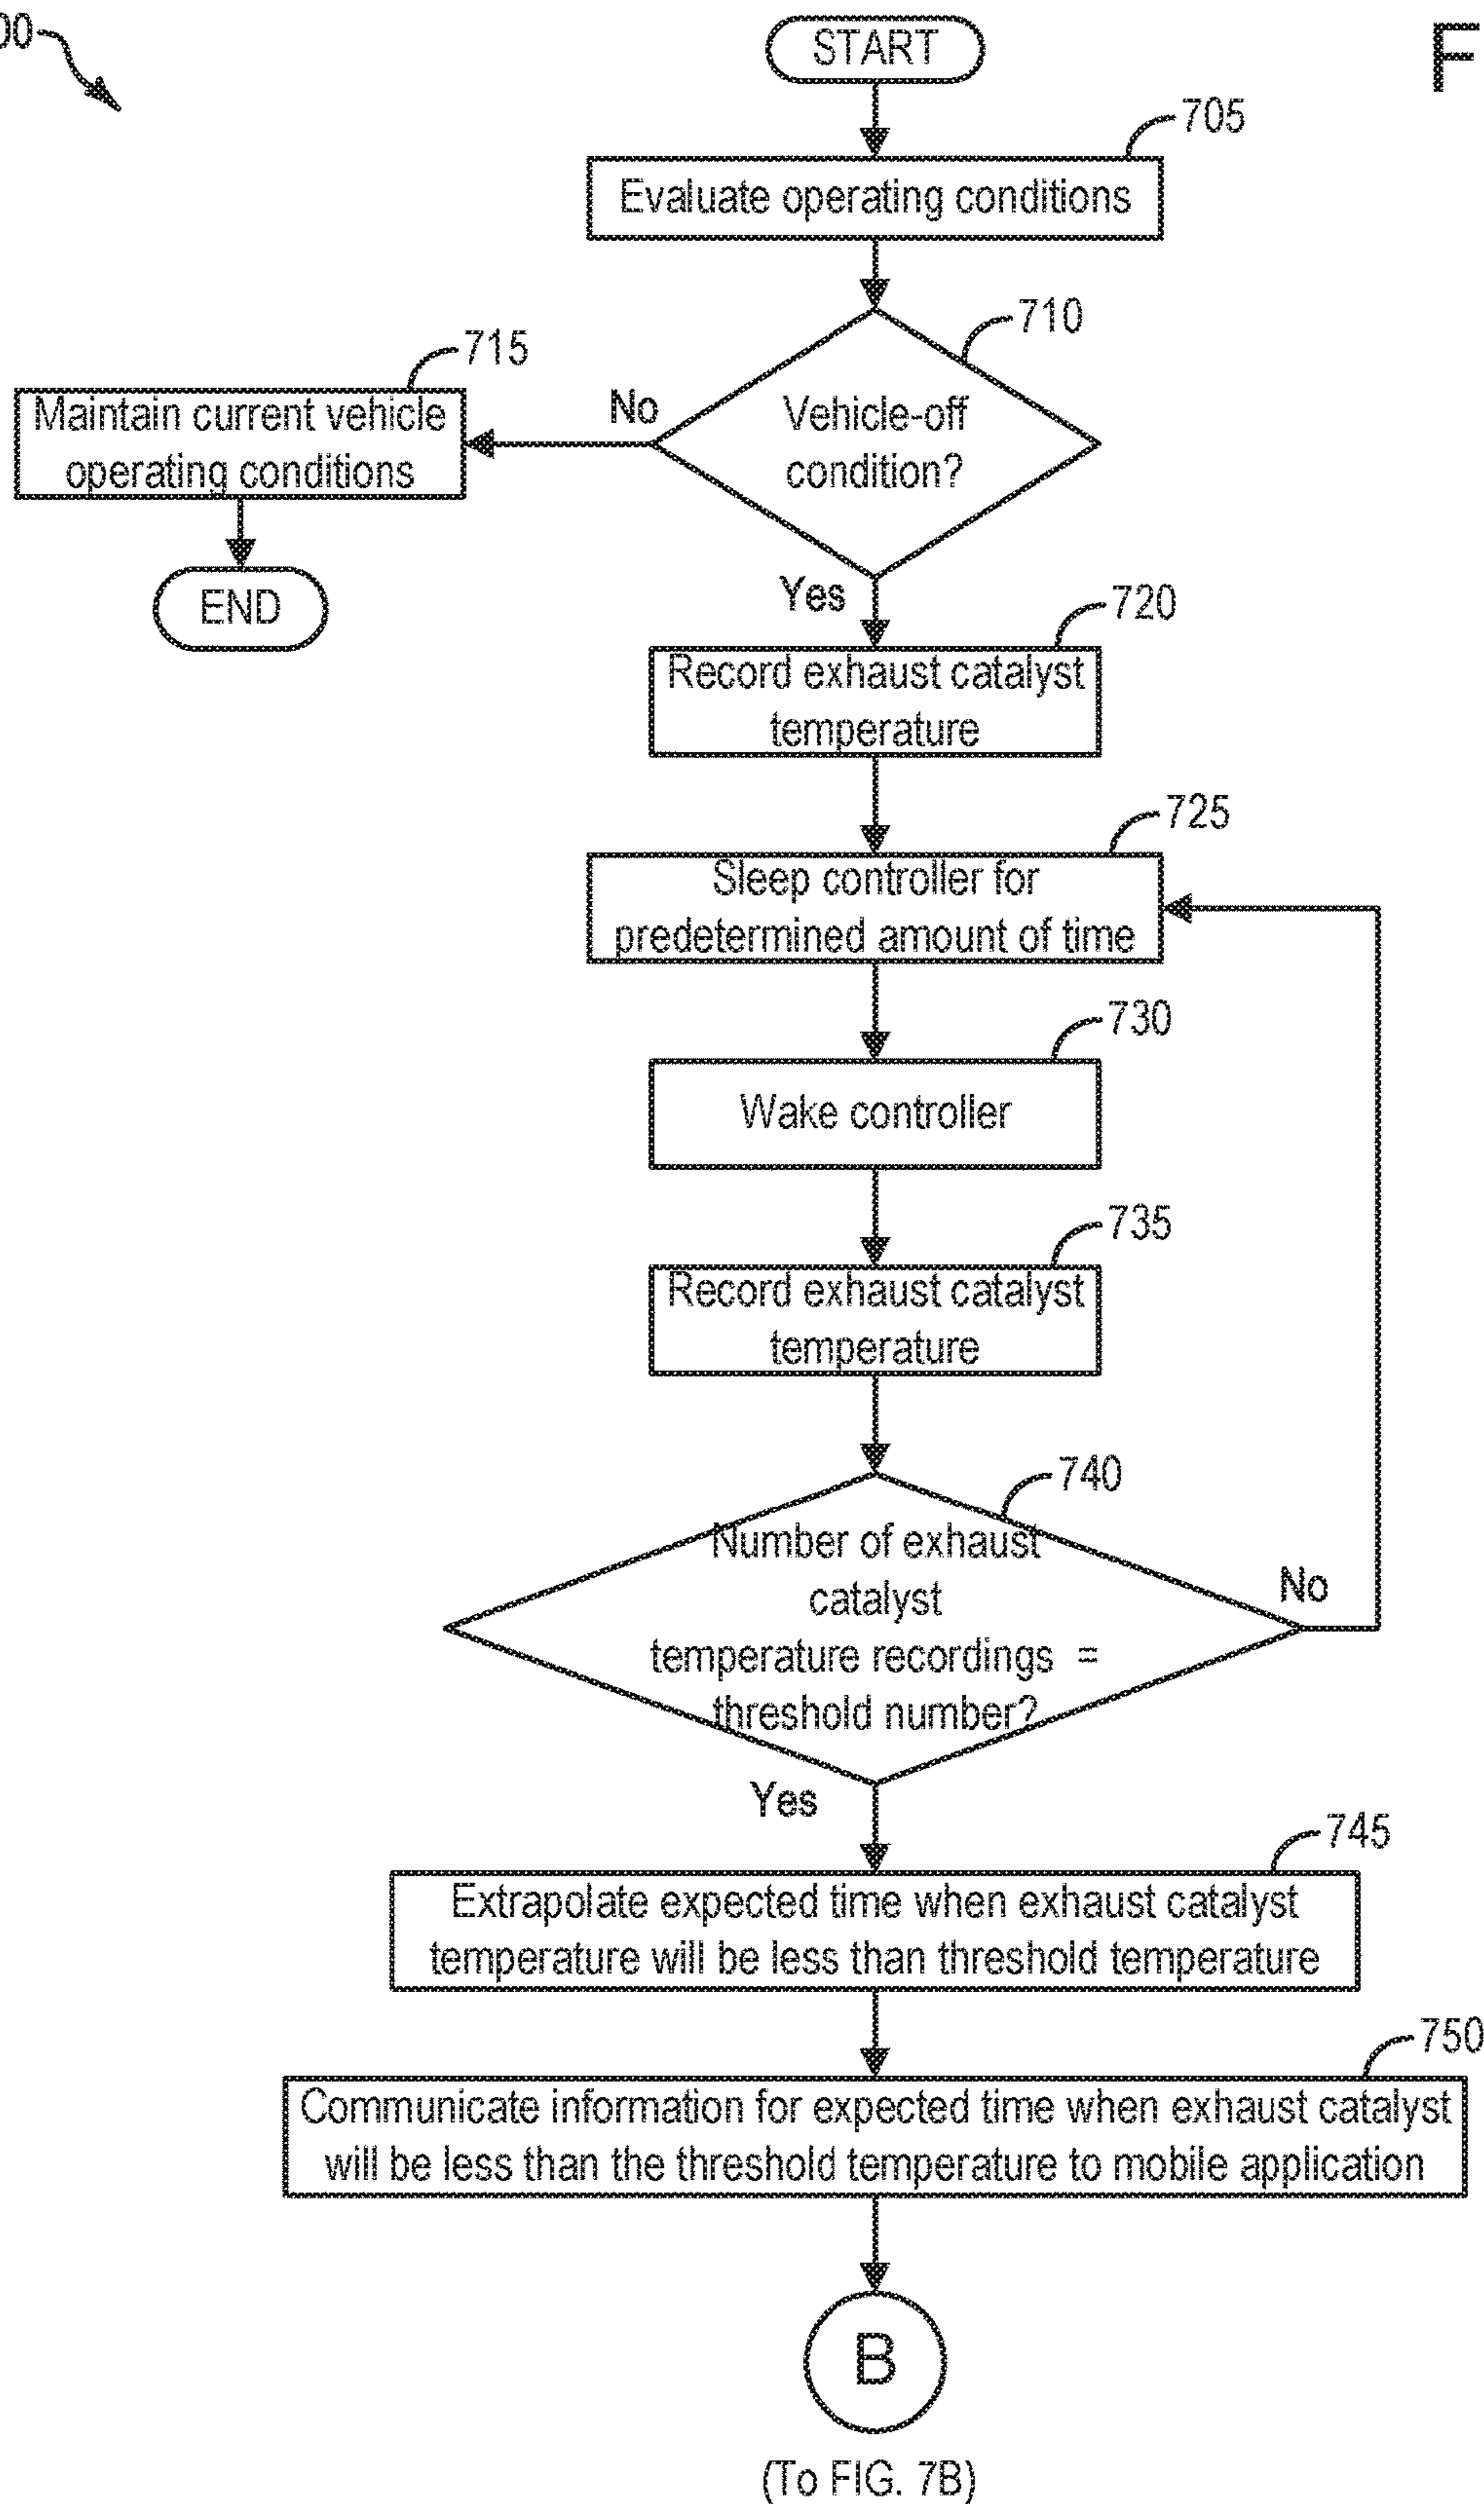 00
START
F
705
Evaluate operating conditions
710
715
Vehicle-off
condition?
No
Maintain current vehicle
operating conditions
END
Yes
720
Record exhaust catalyst
temperature
725
Sleep controller for
predetermined amount of time
730
Wake controller
735
Record exhaust catalyst
temperature
740
Number of exhaust
catalyst
temperature recordings =
threshold number?
No
Yes
745
Extrapolate expected time when exhaust catalyst
temperature will be less than threshold temperature
750
Communicate information for expected time when exhaust catalyst
will be less than the threshold temperature to mobile application
B
(To FIG. 7B)